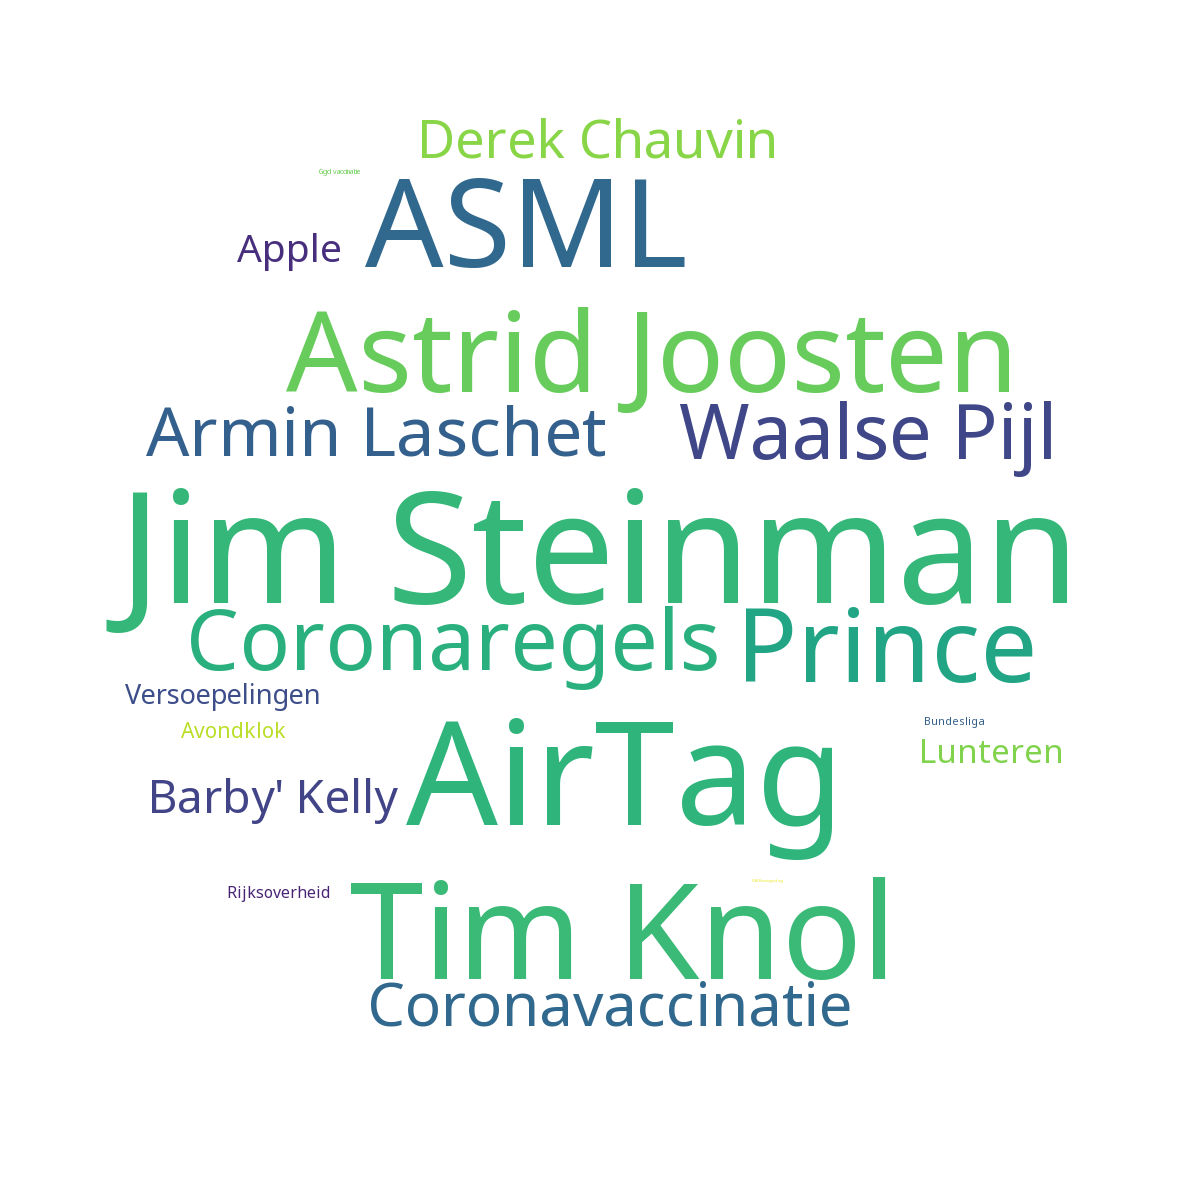 Derek Chauvin
Ggd vaccinatie
ASML
Apple
Astrid Joosten
Armin Laschet
Waalse Pijl
Jim Steinman
Coronaregels
Prince
Versoepelingen
Avondklok
Bundesliga
AirTag
Lunteren
Barby' Kelly
Rijksoverheid
Tim Knol
Coronavaccinatie